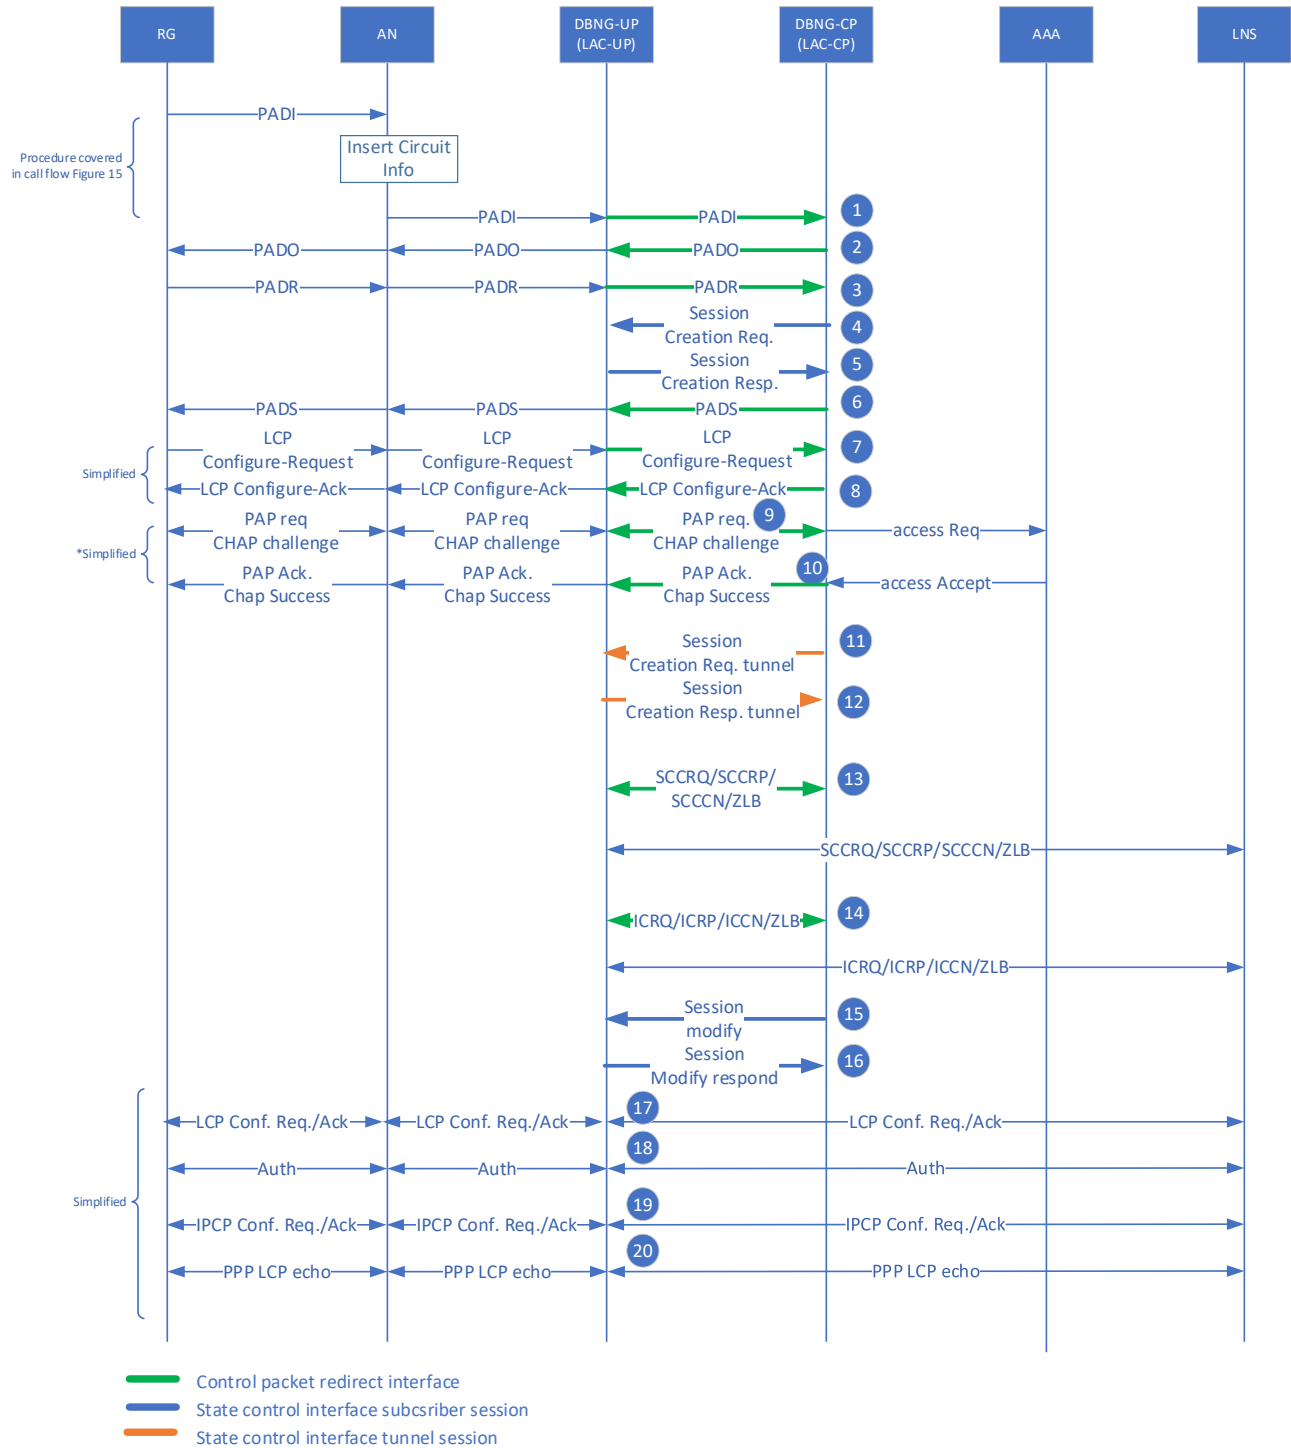 RG
AN
DBNG-UP
(LAC-UP)
DBNG-CP
(LAC-CP)
AAA
LNS
PADI
Procedure covered
in call flow Figure 15
Insert Circuit
Info
PADI
PADI
1
PADO
PADO
PADO
2
PADR
PADR
PADR
3
Session
Creation Req.
4
Session
Creation Resp.
5
PADS
PADS
PADS
6
Simplified
LCP
Configure-Request
LCP
Configure-Request
LCP
Configure-Request
7
LCP Configure-Ack
LCP Configure-Ack
LCP Configure-Ack
8
*Simplified
PAP req
CHAP challenge
PAP req
CHAP challenge
PAP req.
CHAP challenge
9
access Req
PAP Ack.
Chap Success
PAP Ack.
Chap Success
PAP Ack.
Chap Success
10
access Accept
Session
Creation Req. tunnel
11
Session
Creation Resp. tunnel
12
SCCRQ/SCCRP/
SCCCN/ZLB
13
SCCRQ/SCCRP/SCCCN/ZLB
ICRQ/ICRP/ICCN/ZLB
14
ICRQ/ICRP/ICCN/ZLB
Session
modify
15
Session
Modify respond
16
Simplified
LCP Conf. Req./Ack
LCP Conf. Req./Ack
17
LCP Conf. Req./Ack
Auth
Auth
18
Auth
IPCP Conf. Req./Ack
IPCP Conf. Req./Ack
19
IPCP Conf. Req./Ack
PPP LCP echo
PPP LCP echo
20
PPP LCP echo
Control packet redirect interface
State control interface subcsriber session
State control interface tunnel session